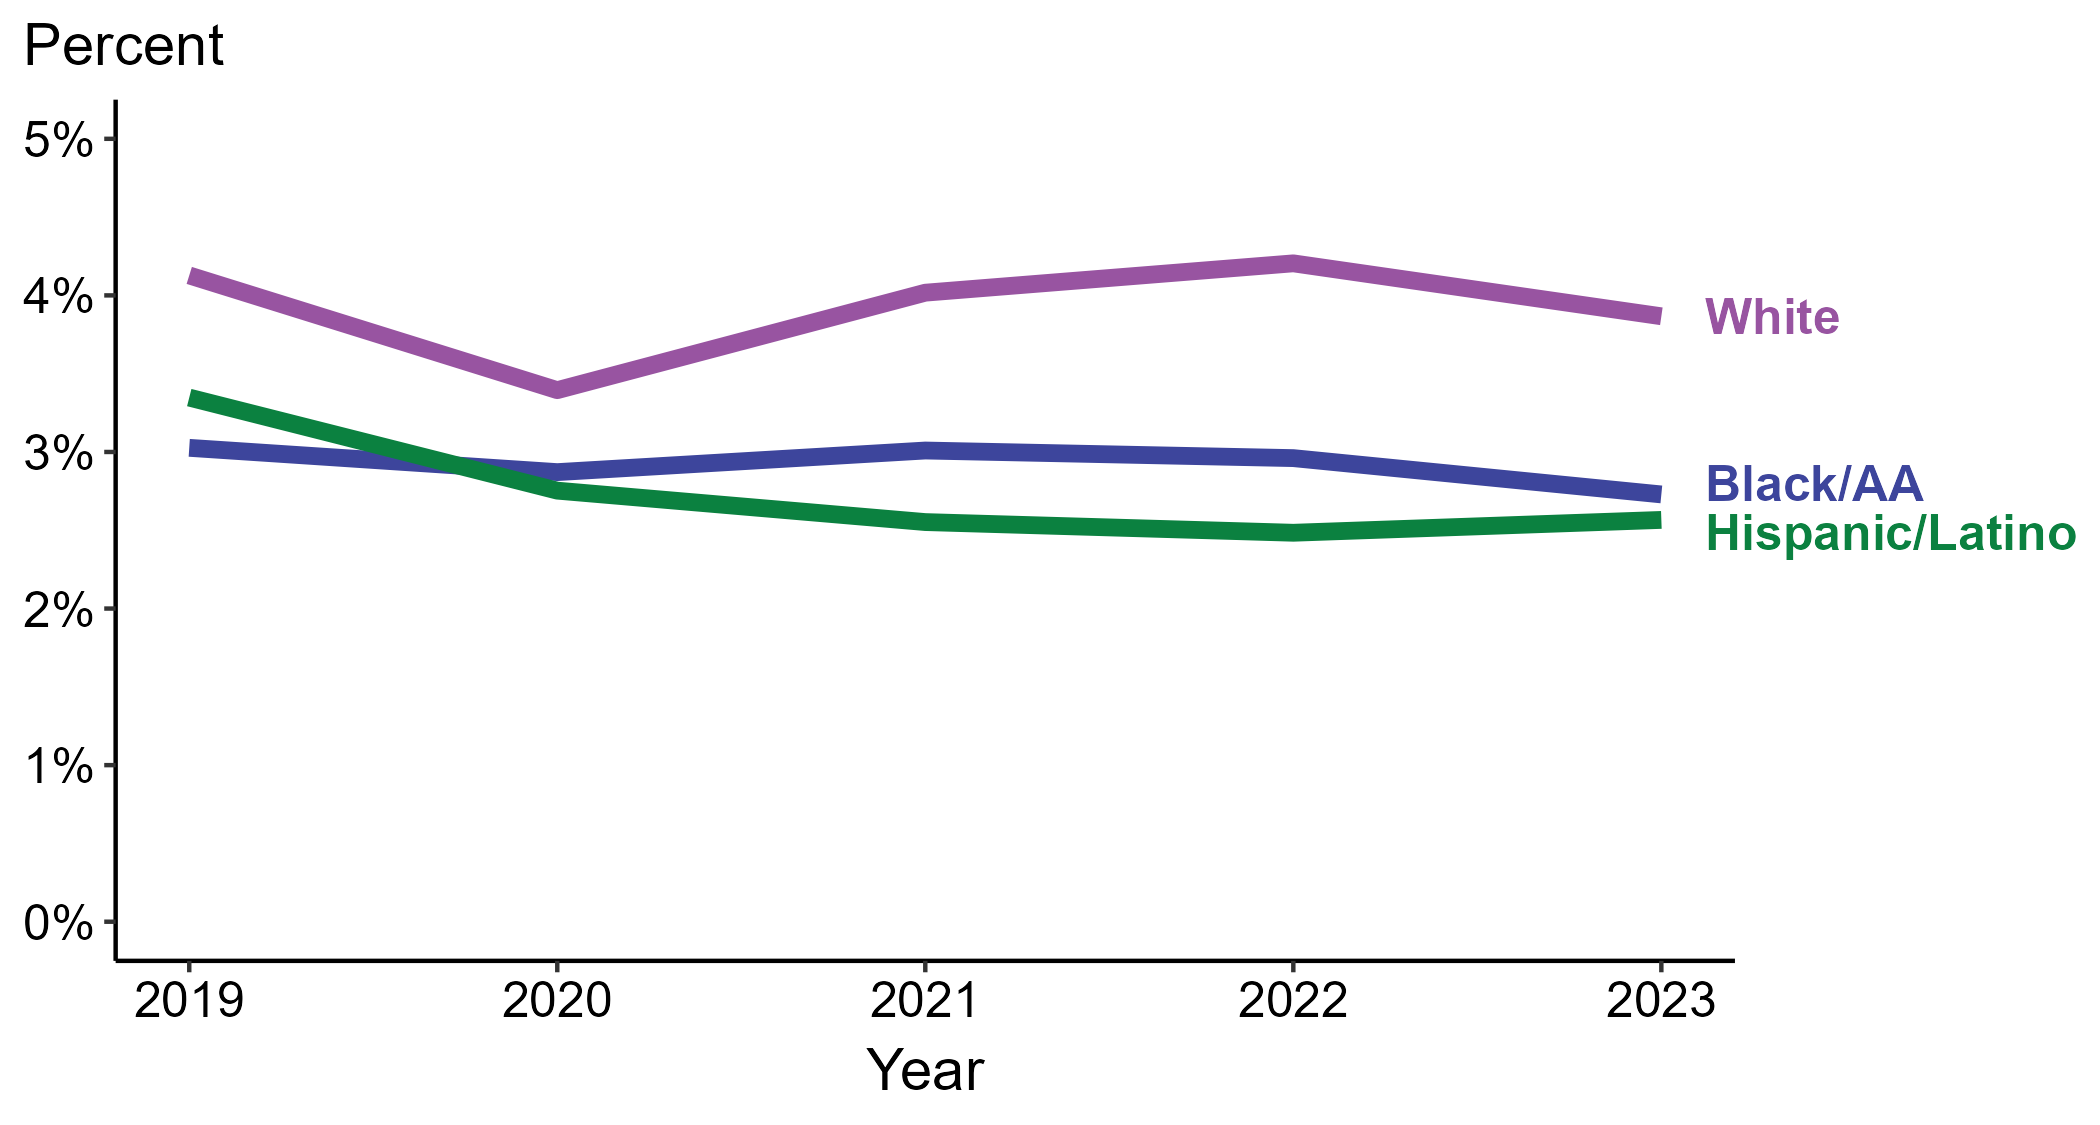 Percent
5%
4%
White
3%
Black/AA
Hispanic/Latino
2%
1%
0%
2019 2020 2021 2022 2023
Year